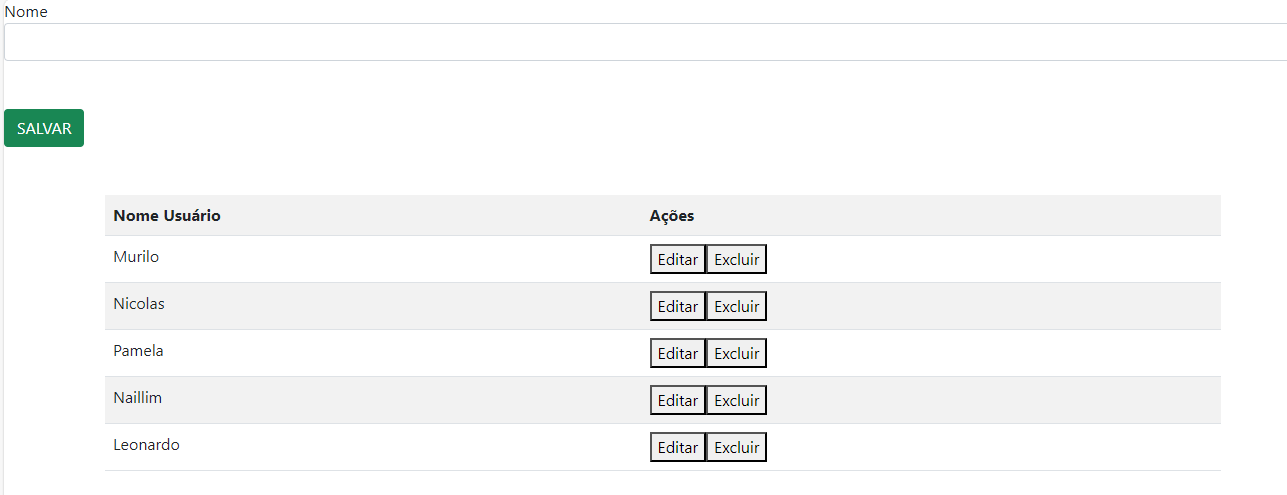 Nome
SALVAR
Nome Usuário Ações
Murilo Editar Excluir
Nicolas Editar Excluir
Pamela Editar Excluir
Naillim Editar Excluir
Leonardo Editar Excluir